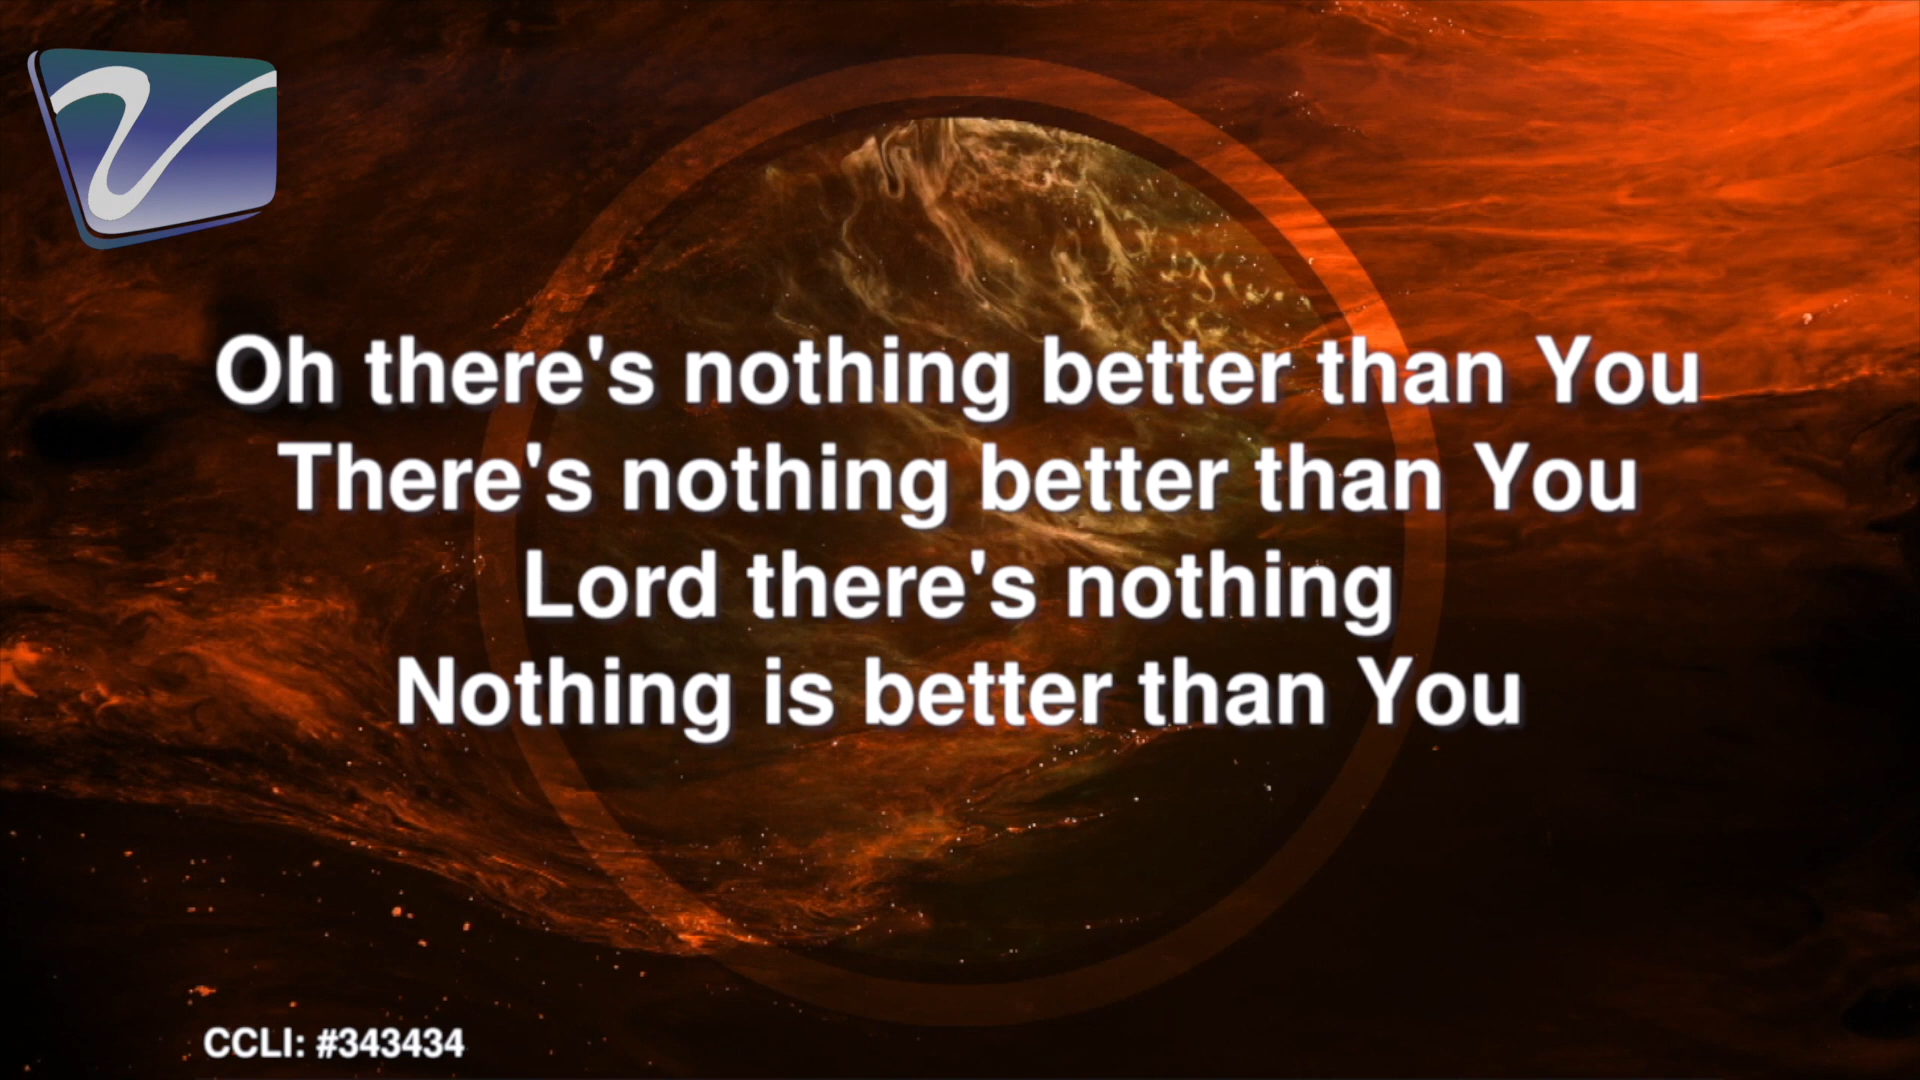 Oh there's nothing better than You
There's nothing better than You
Lord there's nothing
Nothing is better than You
CCLI: #343434